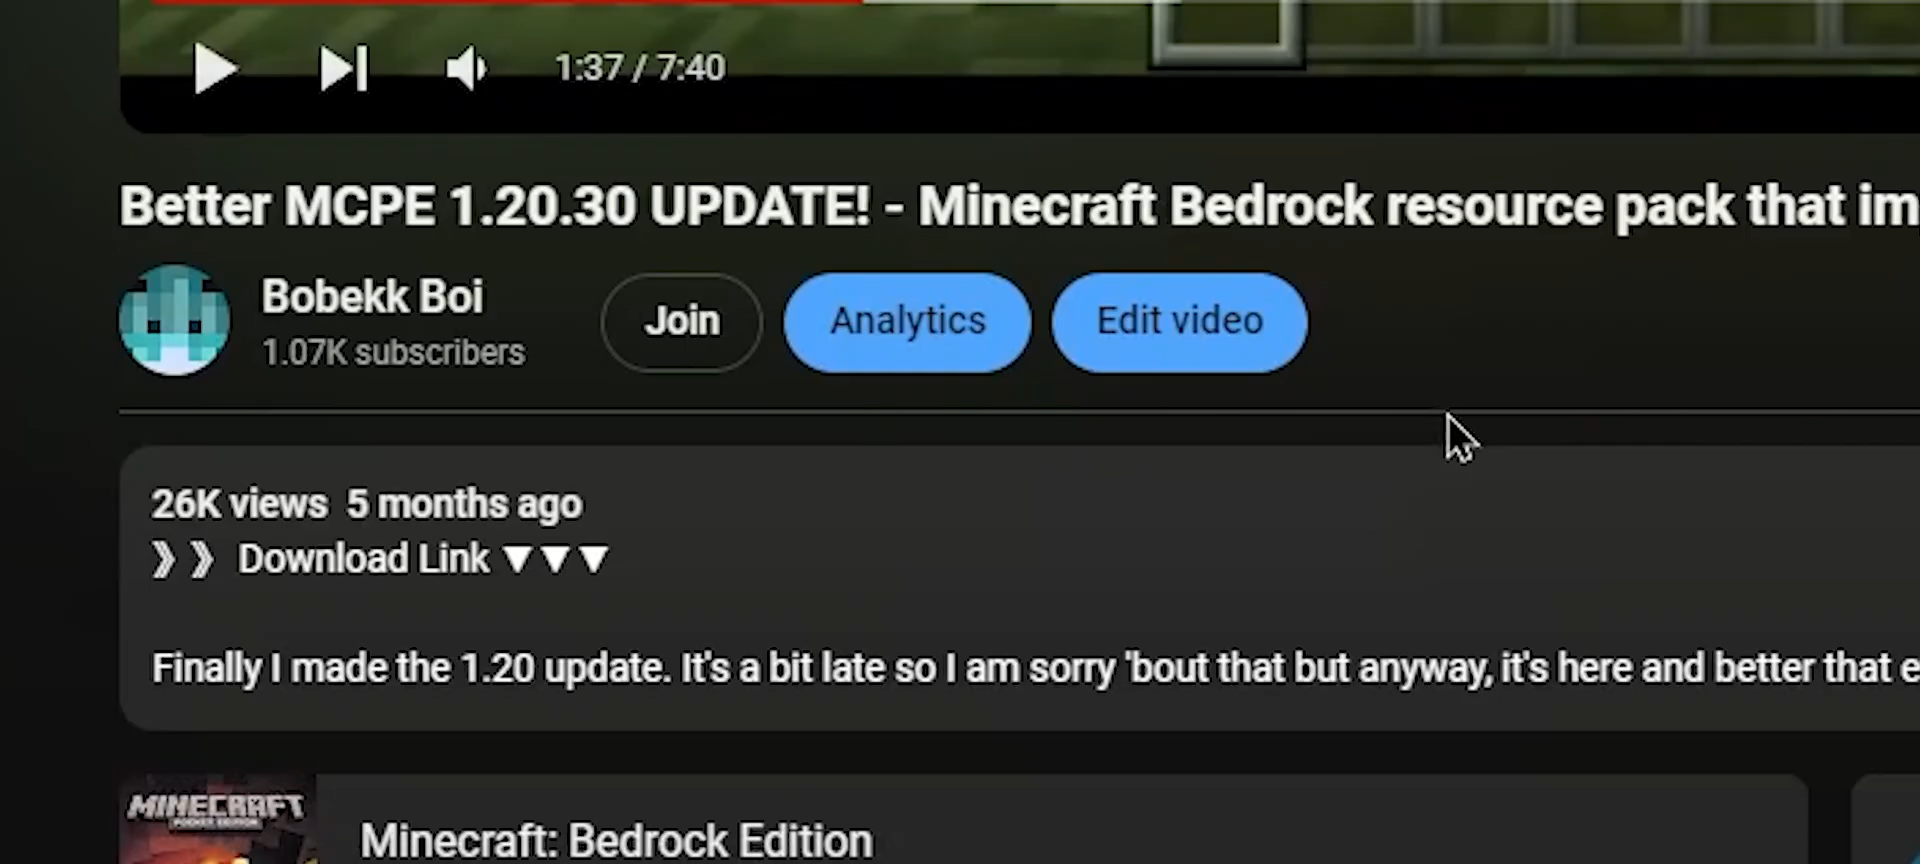 1:37 / 7:40
Better MCPE 1.20.30 UPDATE! - Minecraft Bedrock resource pack that im
Bobekk Boi
1.07K subscribers
Join
Analytics
Edit video
26K views 5 months ago
》》 Download Link ▼▼▼
Finally I made the 1.20 update. It's a bit late so I am sorry 'bout that but anyway, it's here and better that e
MINECRAFT
POCKET EDITION
Minecraft: Bedrock Edition